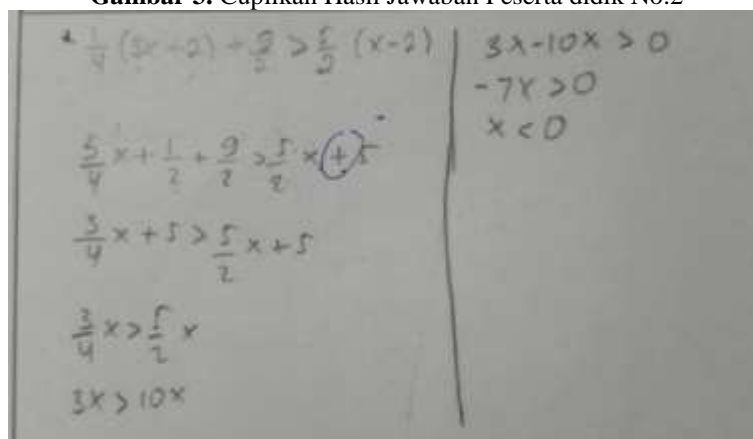 Gambar 3. Cuplikan Hasil Jawaban Peserta didik No.2
1/4 (3x+2) + 9/2 > 5/2 (x-2)
5/4 x + 1/2 + 9/2 > 5/2 x + 5
3/4 x + 5 > 5/2 x + 5
3/4 x > 5/2 x
3x > 10x
3x-10x > 0
-7x > 0
x < 0